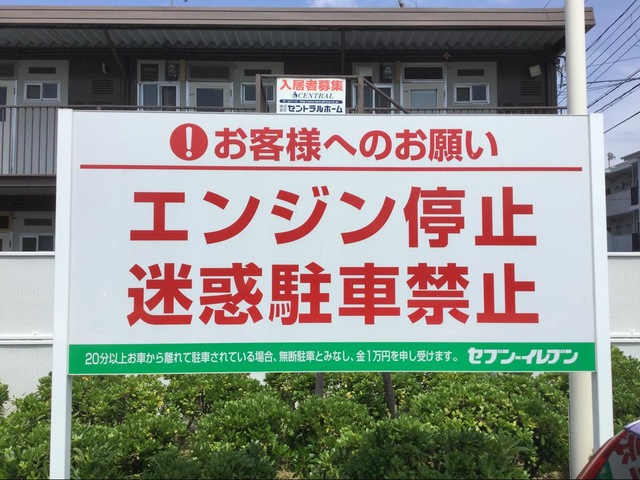 入居者募集
CENTRAL
セントラルホーム
お客様へのお願い
エンジン停止
迷惑駐車禁止
20分以上お車から離れて駐車されている場合、無断駐車とみなし、金1万円を申し受けます。 セブン-イレブン